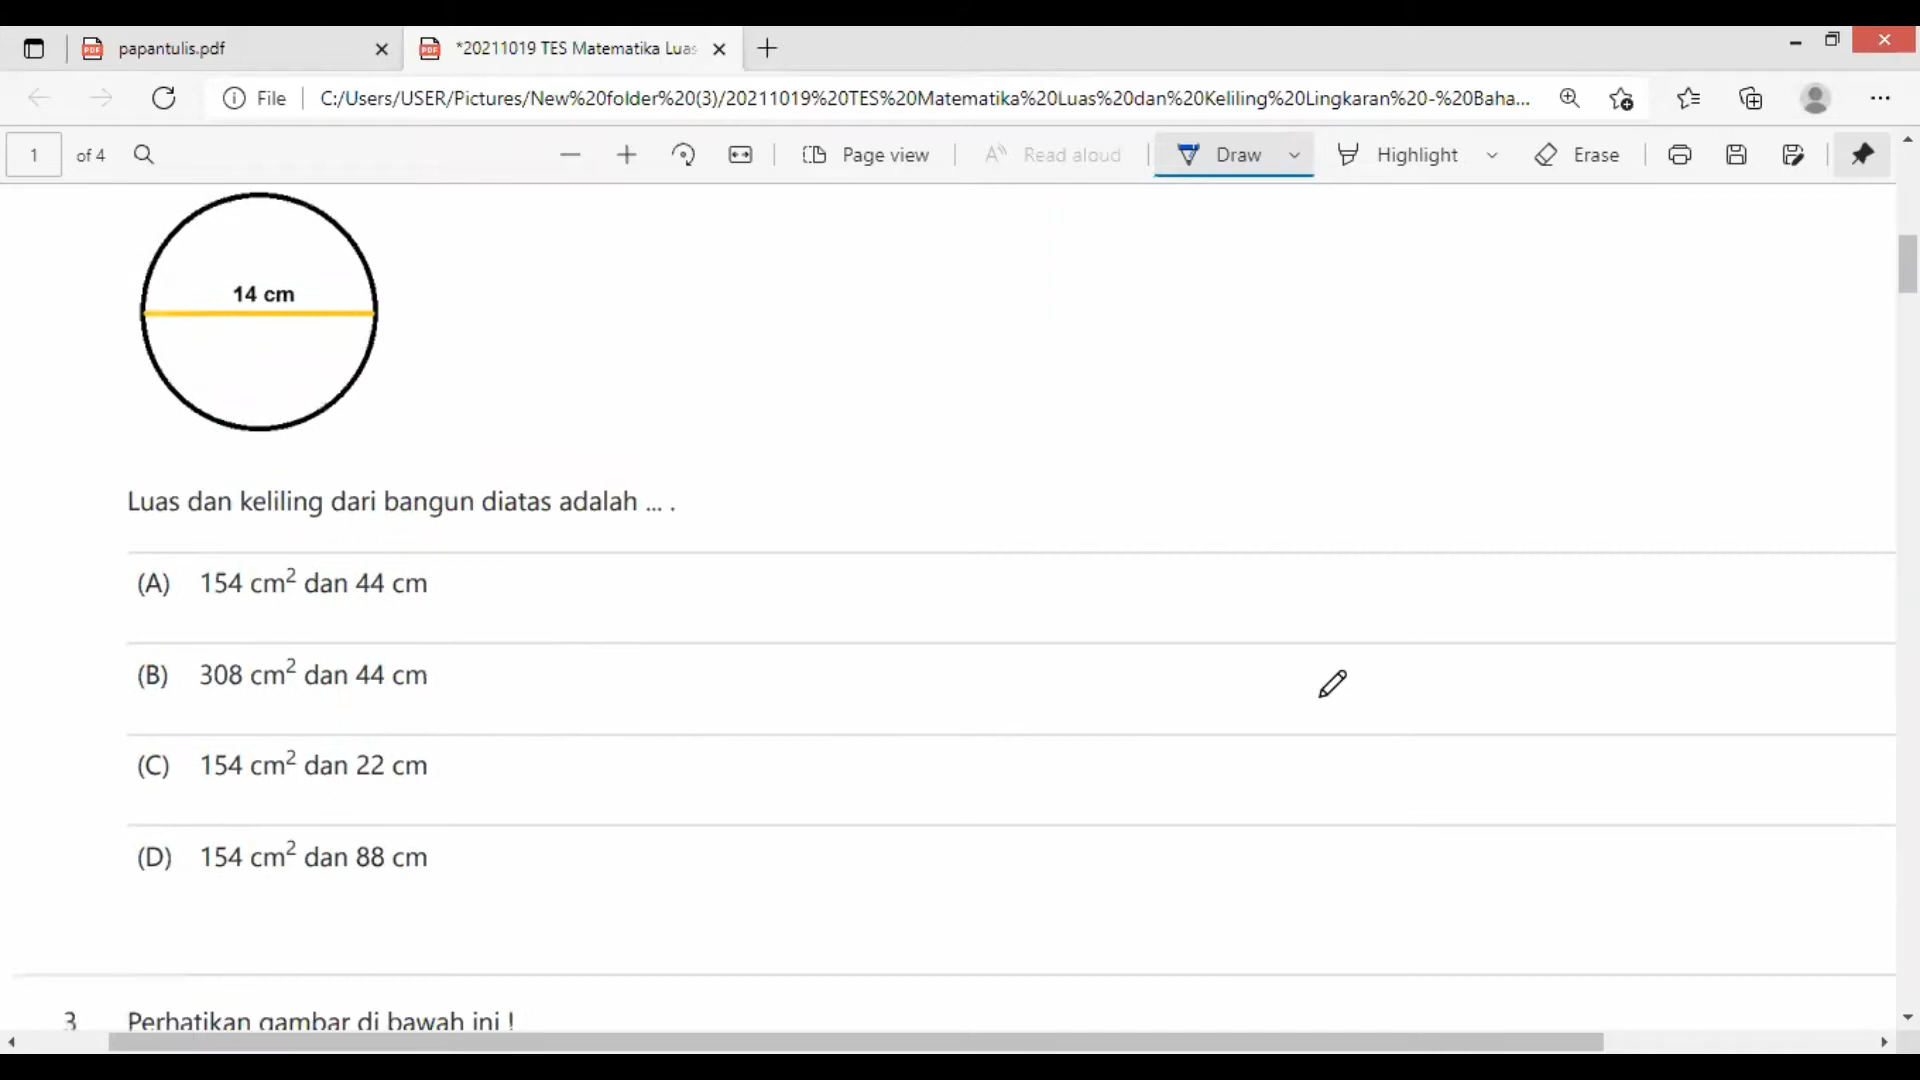 papantulis.pdf
*20211019 TES Matematika Luas
File
C:/Users/USER/Pictures/New%20folder%20(3)/20211019%20TES%20Matematika%20Luas%20dan%20Keliling%20Lingkaran%20-%20Baha...
1 of 4
Page view
Read aloud
Draw
Highlight
Erase
14 cm
Luas dan keliling dari bangun diatas adalah ... .
(A) 154 cm² dan 44 cm
(B) 308 cm² dan 44 cm
(C) 154 cm² dan 22 cm
(D) 154 cm² dan 88 cm
3 Perhatikan gambar di bawah ini !